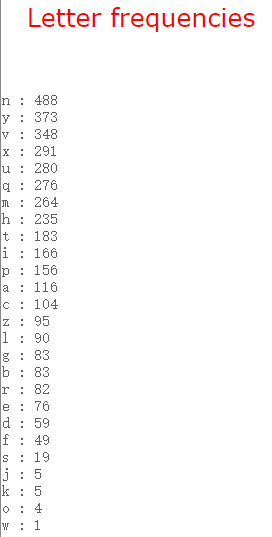 Letter frequencies
n : 488
y : 373
v : 348
x : 291
u : 280
q : 276
m : 264
h : 235
t : 183
i : 166
p : 156
a : 116
c : 104
z : 95
l : 90
g : 83
b : 83
r : 82
e : 76
d : 59
f : 49
s : 19
j : 5
k : 5
o : 4
w : 1